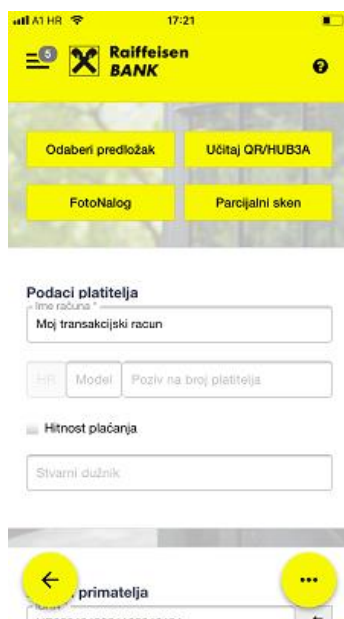 A1 HR 17:21
5
Raiffeisen
BANK
Odaberi predložak
Učitaj QR/HUB3A
FotoNalog
Parcijalni sken
Podaci platitelja
Ime računa *
Moj transakcijski racun
HR Model Poziv na broj platitelja
Hitnost plaćanja
Stvarni dužnik
primatelja